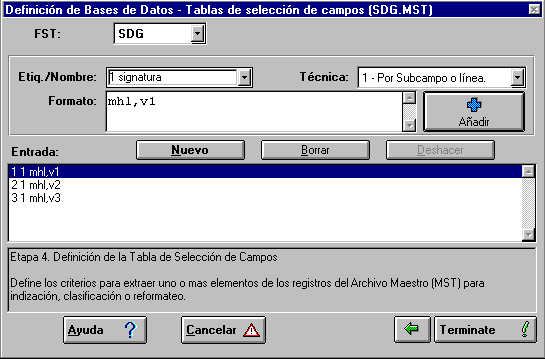 Definición de Bases de Datos - Tablas de selección de campos (SDG.MST)
FST: SDG
Etiq./Nombre: 1 signatura Técnica: 1 - Por Subcampo o línea.
Formato: mhl,v1
Añadir
Entrada: Nuevo Borrar Deshacer
1 1 mhl,v1
2 1 mhl,v2
3 1 mhl,v3
Etapa 4. Definición de la Tabla de Selección de Campos
Define los criterios para extraer uno o mas elementos de los registros del Archivo Maestro (MST) para
indización, clasificación o reformateo.
Ayuda ? Cancelar Terminate